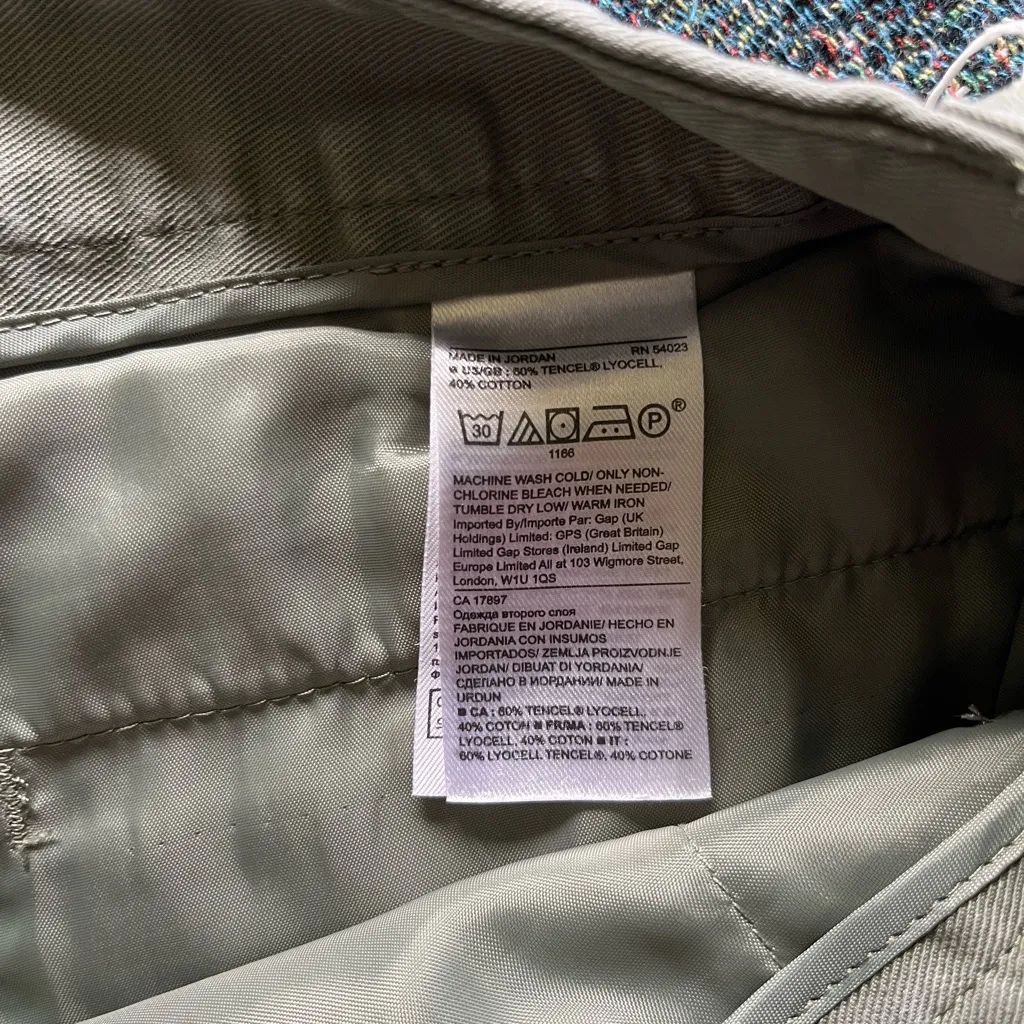 MADE IN JORDAN RN 54023
■ US/GB : 60% TENCEL® LYOCELL,
40% COTTON
30 P ®
1166
MACHINE WASH COLD/ ONLY NON-
CHLORINE BLEACH WHEN NEEDED/
TUMBLE DRY LOW/ WARM IRON
Imported By/Importe Par: Gap (UK
Holdings) Limited: GPS (Great Britain)
Limited Gap Stores (Ireland) Limited Gap
Europe Limited All at 103 Wigmore Street,
London, W1U 1QS
CA 17897
Одежда второго слоя
FABRIQUE EN JORDANIE/ HECHO EN
JORDANIA CON INSUMOS
IMPORTADOS/ ZEMLJA PROIZVODNJE
JORDAN/ DIBUAT DI YORDANIA/
СДЕЛАНО В ИОРДАНИИ/ MADE IN
URDUN
■ CA : 60% TENCEL® LYOCELL,
40% COTON ■ FR/MA : 60% TENCEL®
LYOCELL, 40% COTON ■ IT :
60% LYOCELL TENCEL®, 40% COTONE